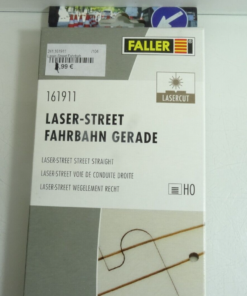 FALLER
,99 €
LASERCUT
161911
LASER-STREET
FAHRBAHN GERADE
LASER-STREET STREET STRAIGHT
LASER-STREET VOIE DE CONDUITE DROITE
LASER-STREET WEGELEMENT RECHT
H0